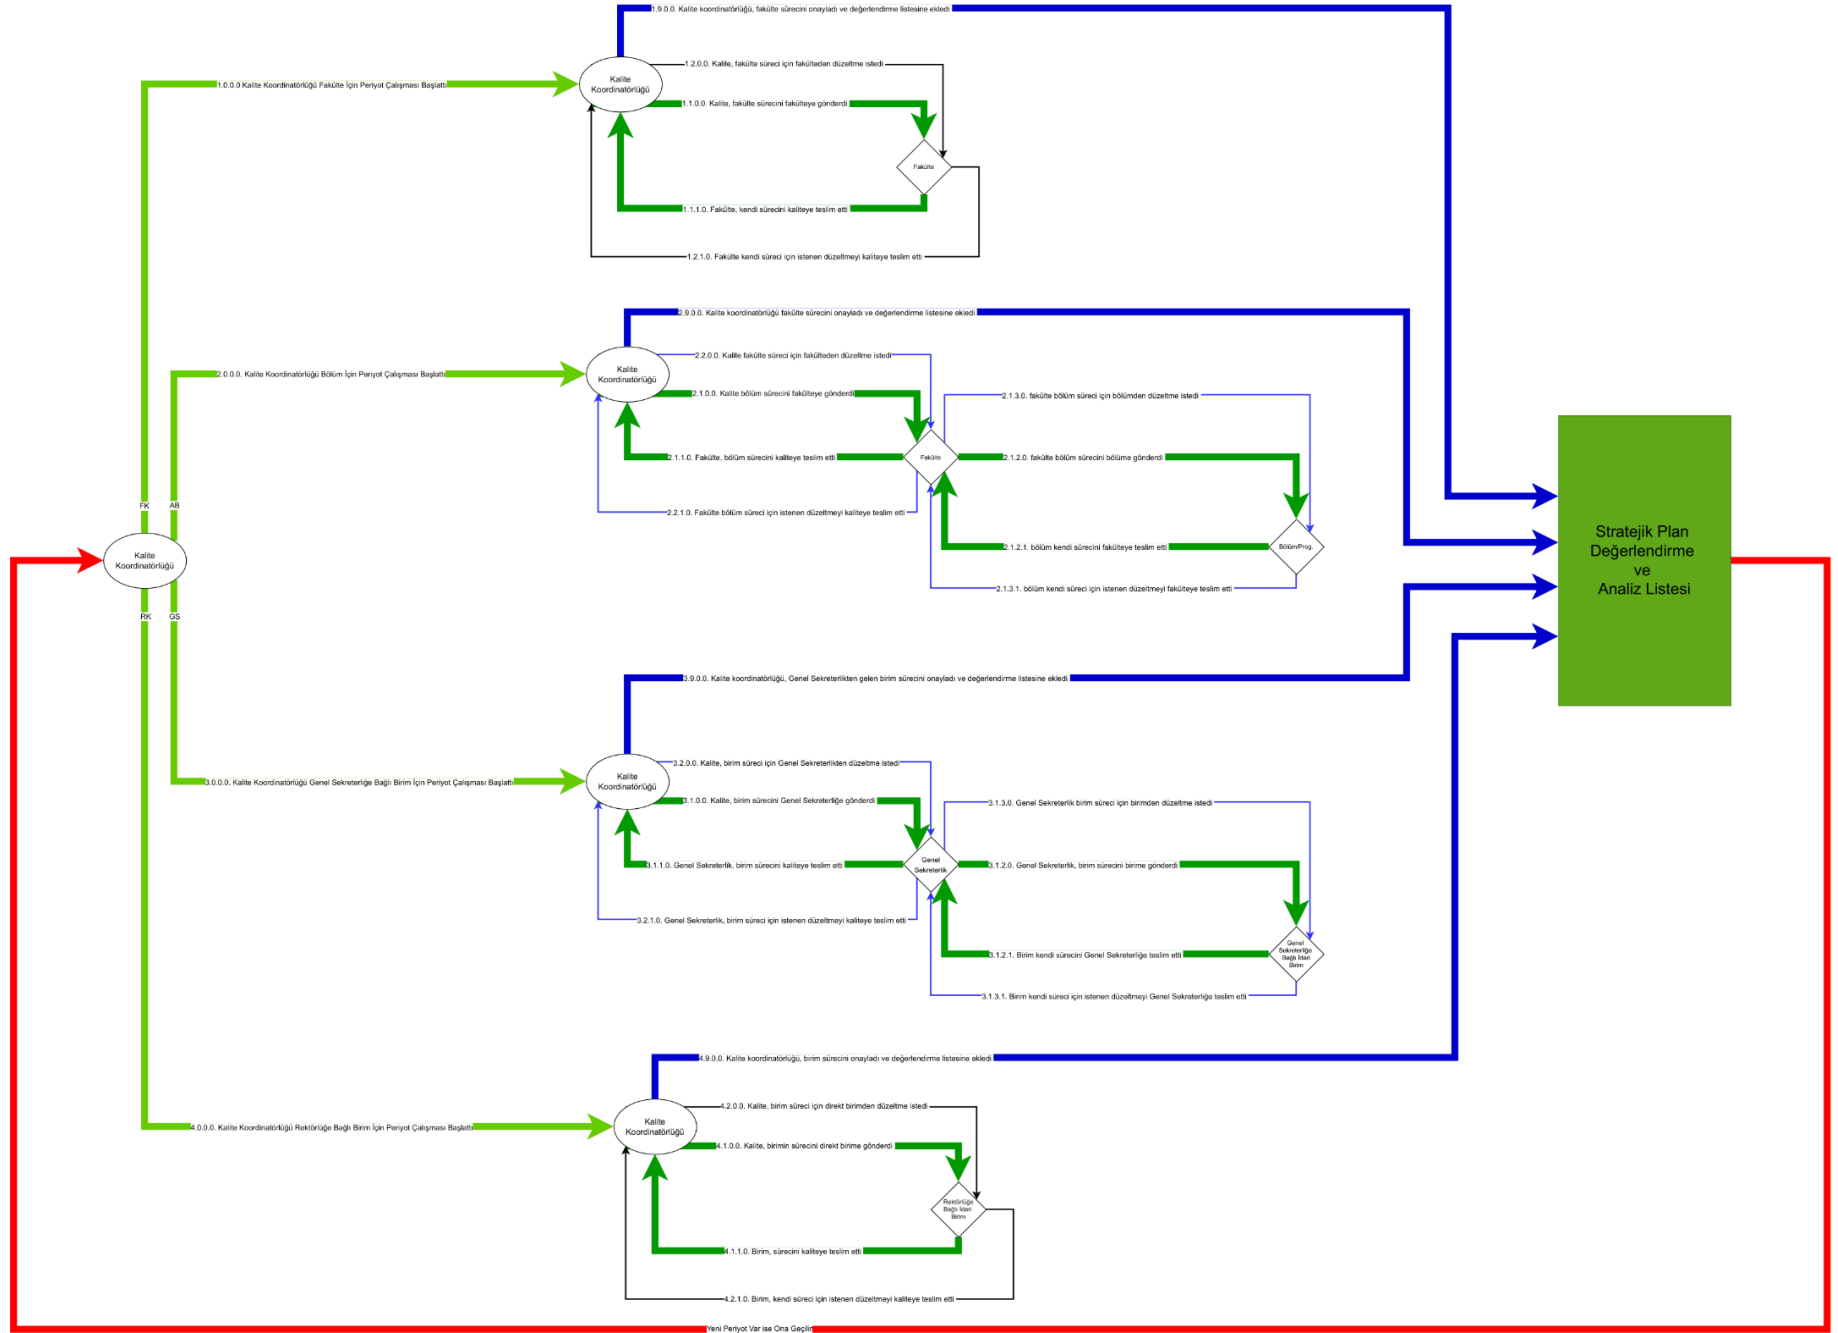 1.9.0.0. Kalite koordinatörlüğü, fakülte sürecini onayladı ve değerlendirme listesine ekledi
1.2.0.0. Kalite, fakülte süreci için fakülteden düzeltme istedi
Kalite
Koordinatörlüğü
1.0.0.0 Kalite Koordinatörlüğü Fakülte İçin Periyot Çalışması Başlattı
1.1.0.0. Kalite, fakülte sürecini fakülteye gönderdi
Fakülte
1.1.1.0. Fakülte, kendi sürecini kaliteye teslim etti
1.2.1.0. Fakülte kendi süreci için istenen düzeltmeyi kaliteye teslim etti
2.9.0.0. Kalite koordinatörlüğü fakülte sürecini onayladı ve değerlendirme listesine ekledi
2.2.0.0. Kalite fakülte süreci için fakülteden düzeltme istedi
Kalite
Koordinatörlüğü
2.0.0.0. Kalite Koordinatörlüğü Bölüm İçin Periyot Çalışması Başlattı
2.1.0.0. Kalite bölüm sürecini fakülteye gönderdi
2.1.3.0. fakülte bölüm süreci için bölümden düzeltme istedi
2.1.1.0. Fakülte, bölüm sürecini kaliteye teslim etti
Fakülte
2.1.2.0. fakülte bölüm sürecini bölüme gönderdi
2.2.1.0. Fakülte bölüm süreci için istenen düzeltmeyi kaliteye teslim etti
2.1.2.1. bölüm kendi sürecini fakülteye teslim etti
Bölüm/Prog.
2.1.3.1. bölüm kendi süreci için istenen düzeltmeyi fakülteye teslim etti
FK
AB
Kalite
Koordinatörlüğü
RK
GS
Stratejik Plan
Değerlendirme
ve
Analiz Listesi
3.9.0.0. Kalite koordinatörlüğü, Genel Sekreterlikten gelen birim sürecini onayladı ve değerlendirme listesine ekledi
3.2.0.0. Kalite, birim süreci için Genel Sekreterlikten düzeltme istedi
Kalite
Koordinatörlüğü
3.0.0.0. Kalite Koordinatörlüğü Genel Sekreterliğe Bağlı Birim İçin Periyot Çalışması Başlattı
3.1.0.0. Kalite, birim sürecini Genel Sekreterliğe gönderdi
3.1.3.0. Genel Sekreterlik birim süreci için birimden düzeltme istedi
3.1.1.0. Genel Sekreterlik, birim sürecini kaliteye teslim etti
Genel
Sekreterlik
3.1.2.0. Genel Sekreterlik, birim sürecini birime gönderdi
3.2.1.0. Genel Sekreterlik, birim süreci için istenen düzeltmeyi kaliteye teslim etti
3.1.2.1. Birim kendi sürecini Genel Sekreterliğe teslim etti
Genel
Sekreterliğe
Bağlı İdari
Birim
3.1.3.1. Birim kendi süreci için istenen düzeltmeyi Genel Sekreterliğe teslim etti
4.9.0.0. Kalite koordinatörlüğü, birim sürecini onayladı ve değerlendirme listesine ekledi
4.2.0.0. Kalite, birim süreci için direkt birimden düzeltme istedi
Kalite
Koordinatörlüğü
4.0.0.0. Kalite Koordinatörlüğü Rektörlüğe Bağlı Birim İçin Periyot Çalışması Başlattı
4.1.0.0. Kalite, birimin sürecini direkt birime gönderdi
Rektörlüğe
Bağlı İdari
Birim
4.1.1.0. Birim, sürecini kaliteye teslim etti
4.2.1.0. Birim, kendi süreci için istenen düzeltmeyi kaliteye teslim etti
Yeni Periyot Var ise Ona Geçilir